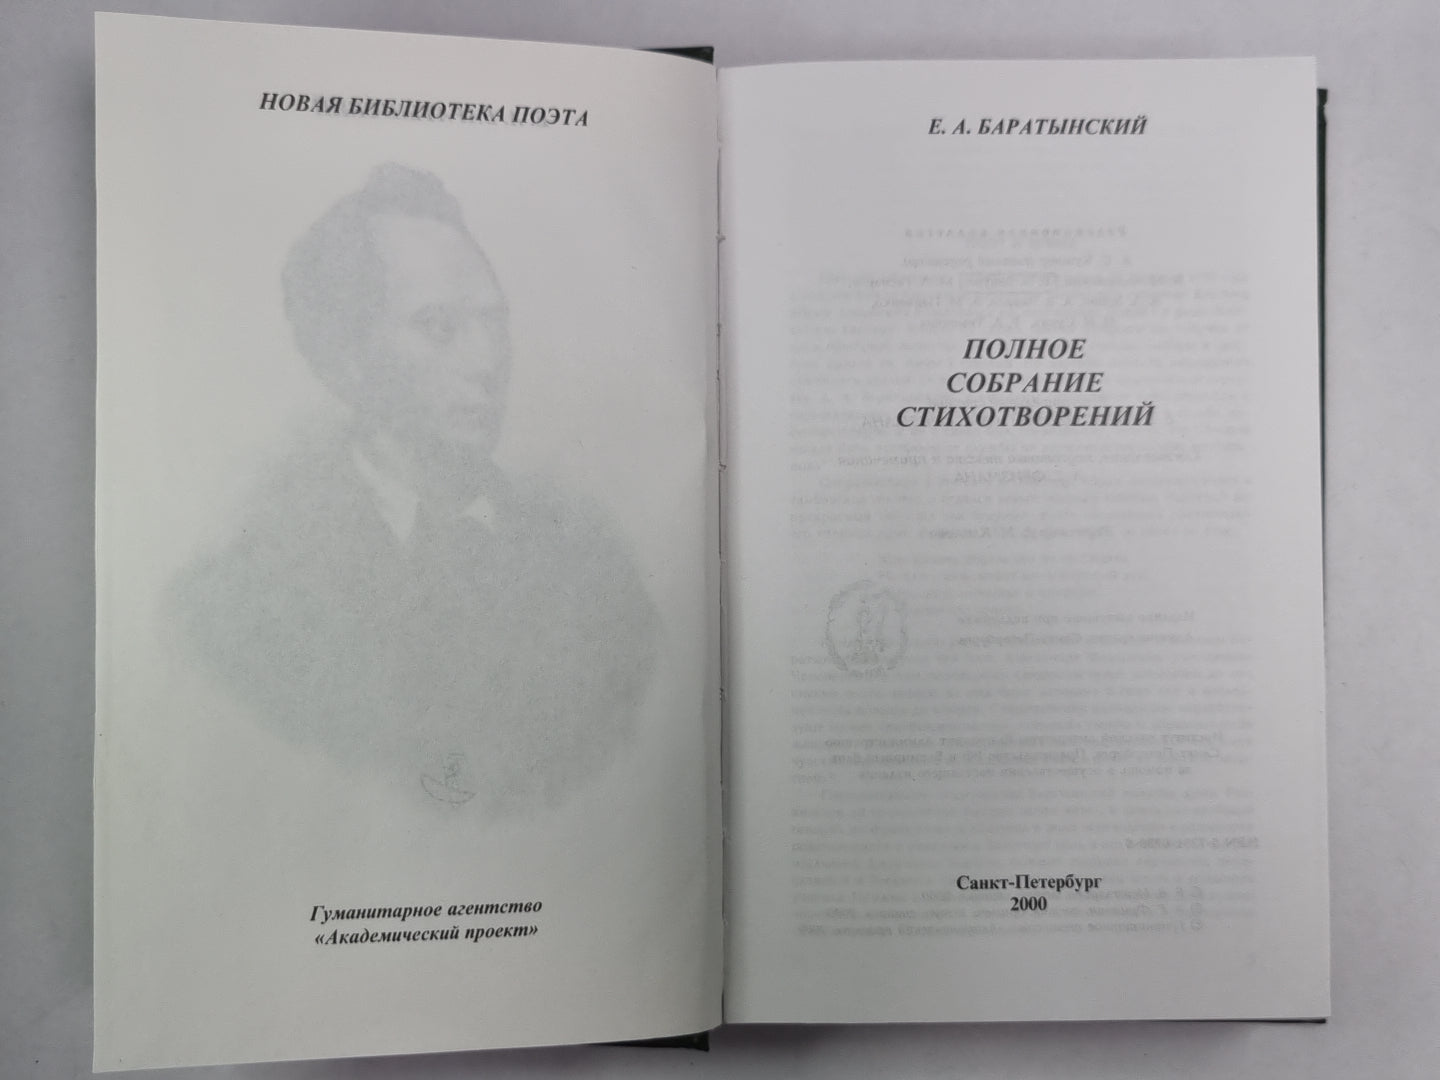 НОВАЯ БИБЛИОТЕКА ПОЭТА
Гуманитарное агентство
«Академический проект»
Е. А. БАРАТЫНСКИЙ
ПОЛНОЕ
СОБРАНИЕ
СТИХОТВОРЕНИЙ
Санкт-Петербург
2000